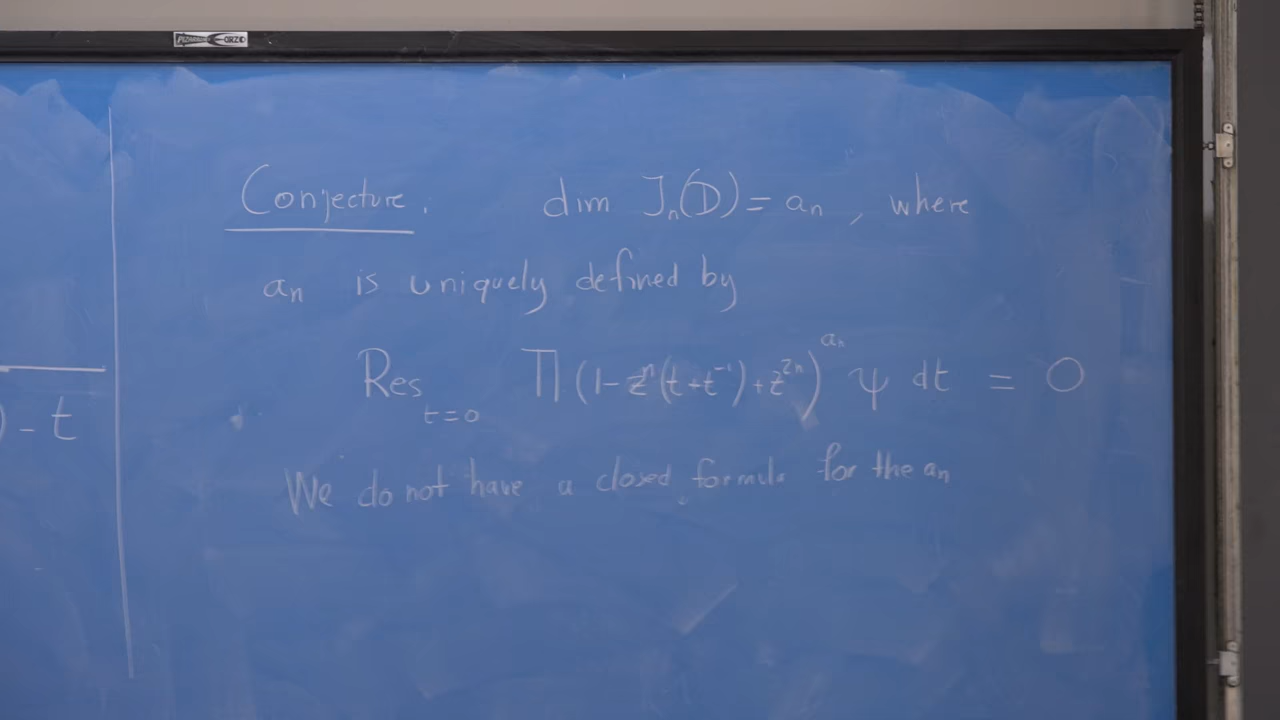 Conjecture. dim J_n(D) = a_n, where
a_n is uniquely defined by
Res_{t=0} ∏ (1 - z^n(t + t^{-1}) + z^{2n})^{a_n} ψ dt = 0
) - t
We do not have a closed formula for the a_n